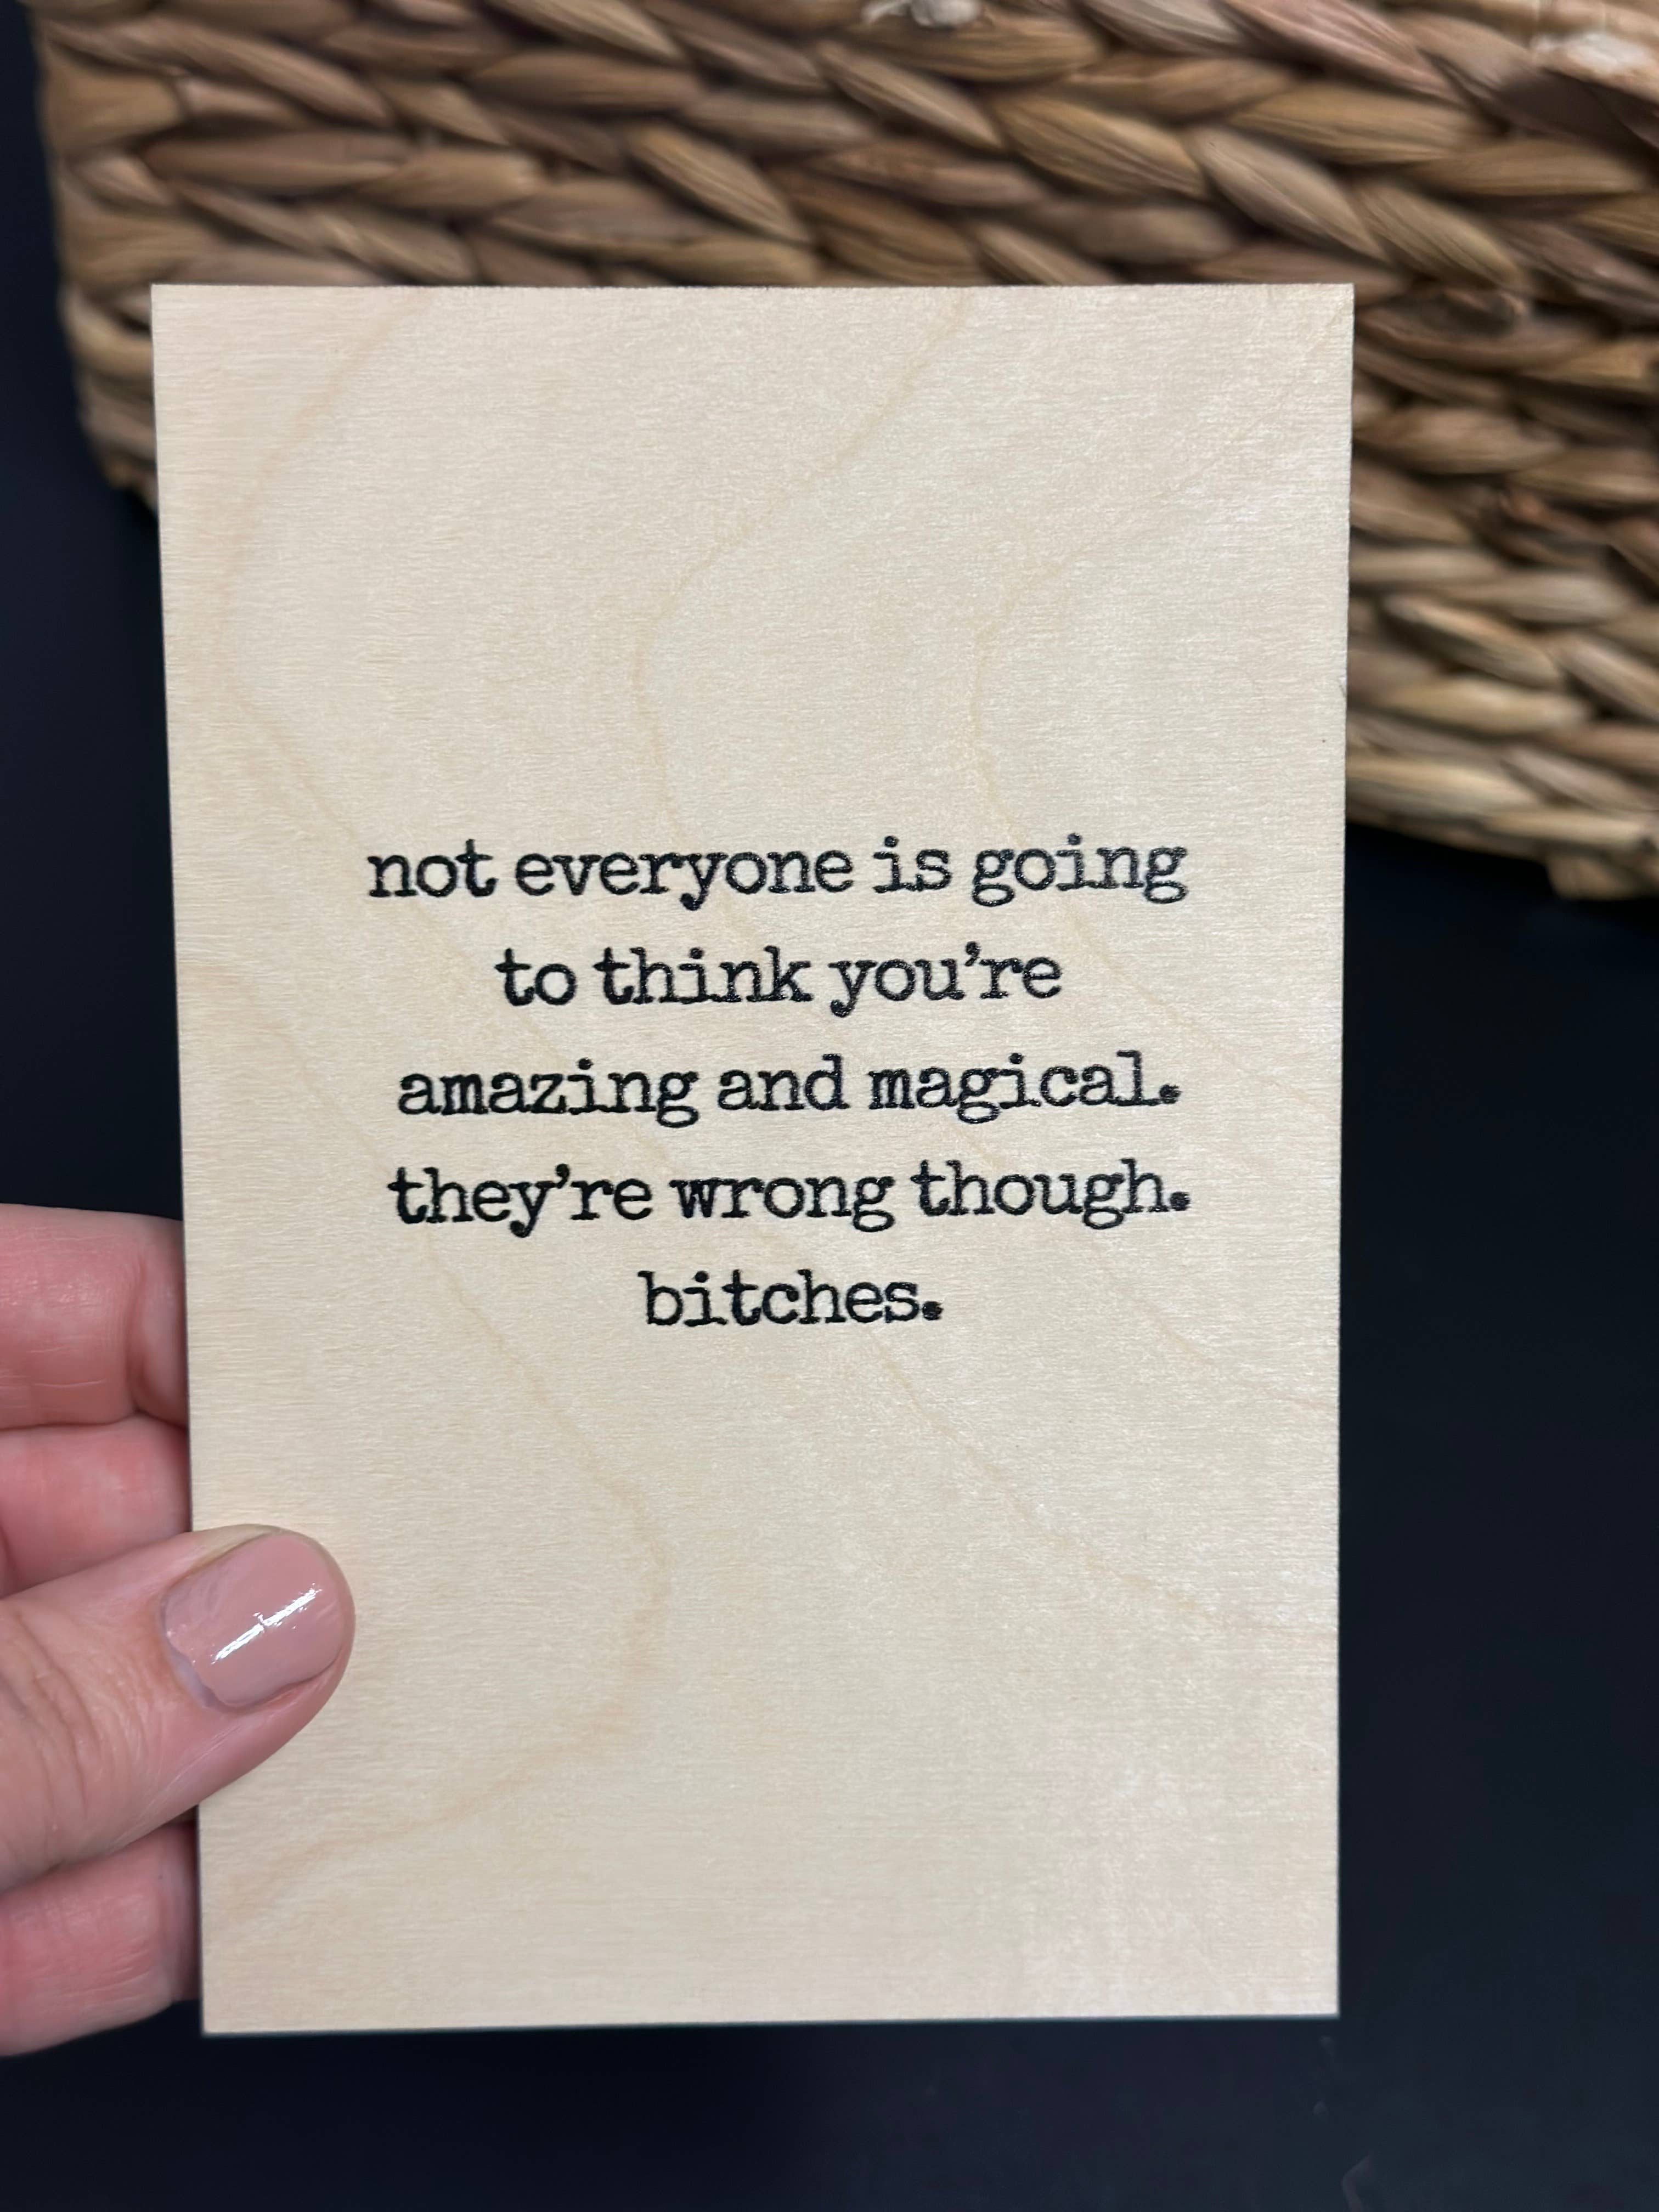 not everyone is going
to think you’re
amazing and magical.
they’re wrong though.
bitches.